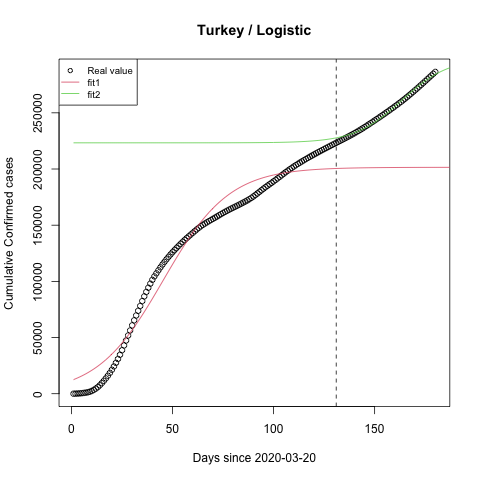 Turkey / Logistic
Real value
fit1
fit2
Cumulative Confirmed cases
250000
200000
150000
100000
50000
0
0 50 100 150
Days since 2020-03-20